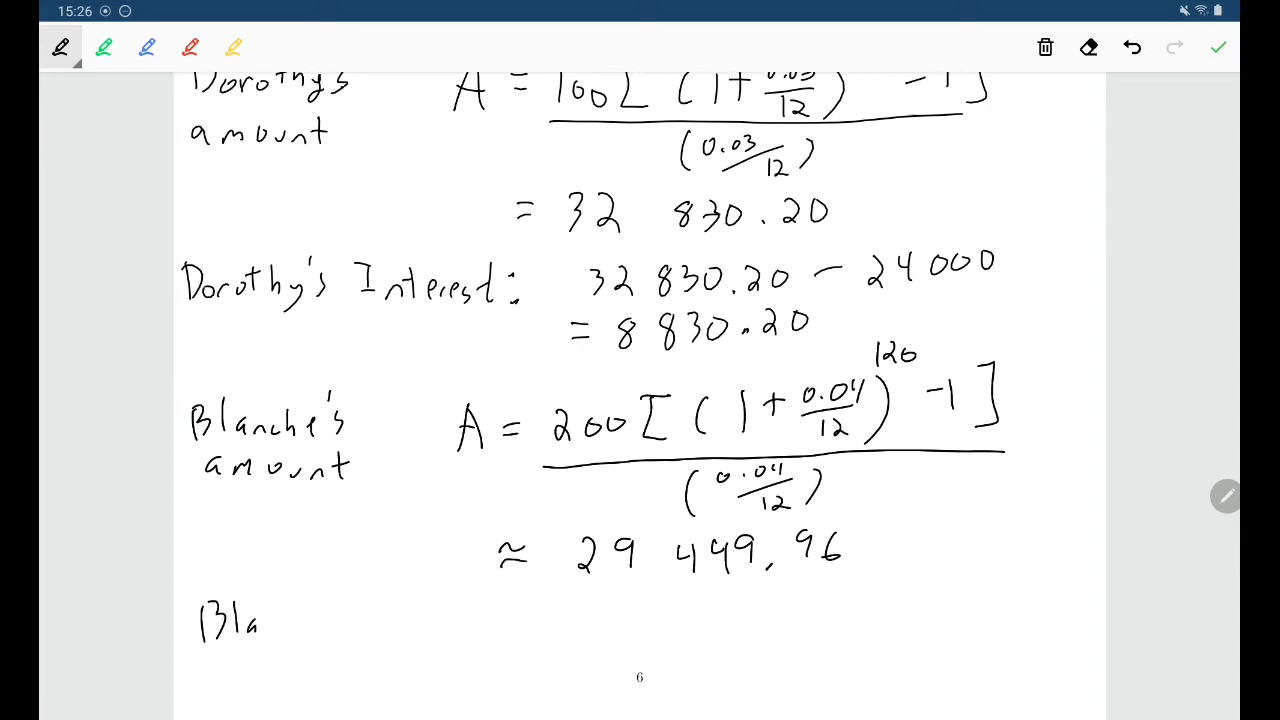 15:26
Dorothy's
amount
A = 100 [ (1 + 0.03/12) - 1 ]
(0.03/12)
= 32 830.20
Dorothy's Interest: 32 830.20 - 24 000
= 8 830.20
Blanche's
amount
A = 200 [ (1 + 0.04/12)^120 - 1 ]
(0.04/12)
≈ 29 449.96
Bla
6